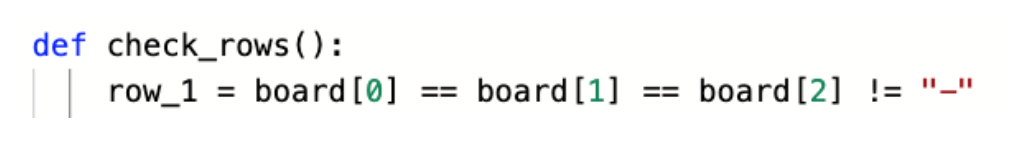 def check_rows():
    row_1 = board[0] == board[1] == board[2] != "-"